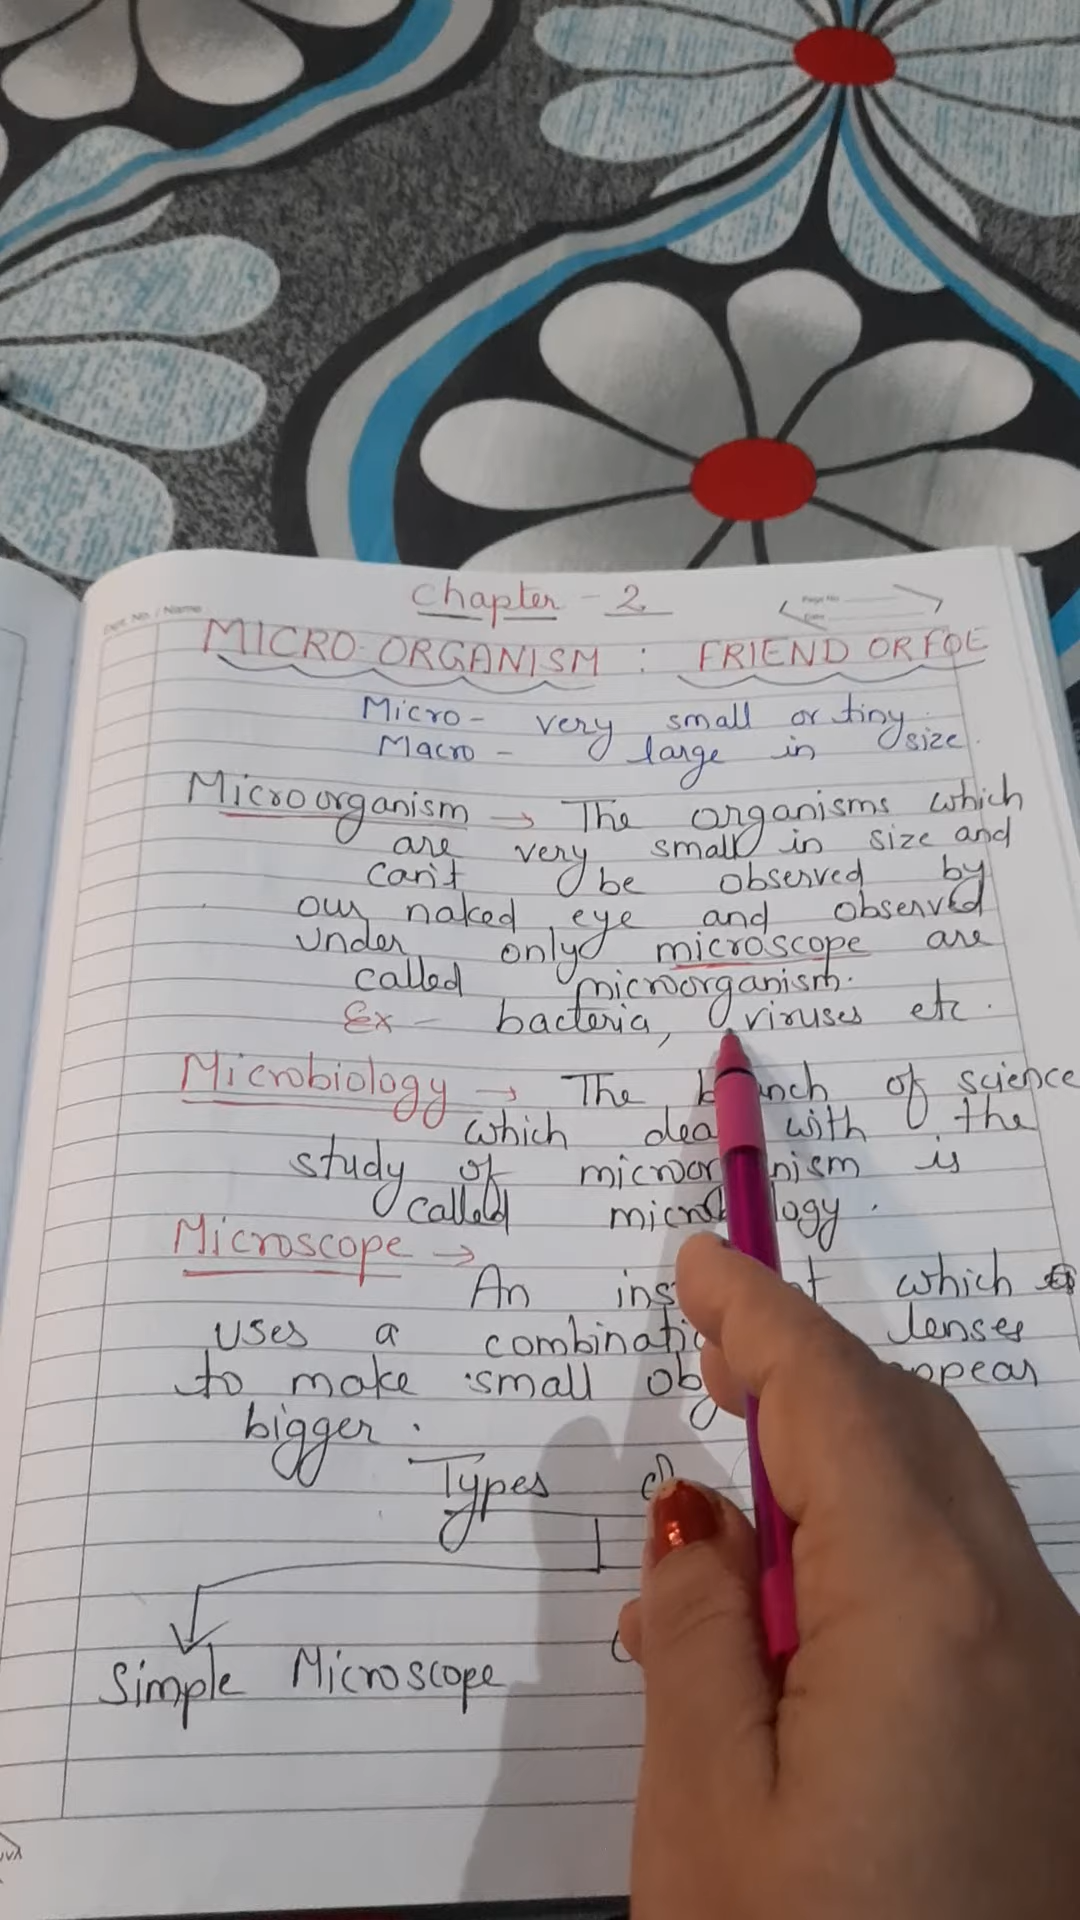 Chapter - 2
MICRO-ORGANISM : FRIEND OR FOE
Micro - very small or tiny.
Macro - large in size.
Microorganism → The organisms which
are very small in size and
can't be observed by
our naked eye and observed
under only microscope are
called microorganism.
Ex - bacteria, viruses etc.
Microbiology → The of science
which with the
study of is
called
Microscope →
An which
uses a lenses
to make small
bigger.
Types
Simple Microscope